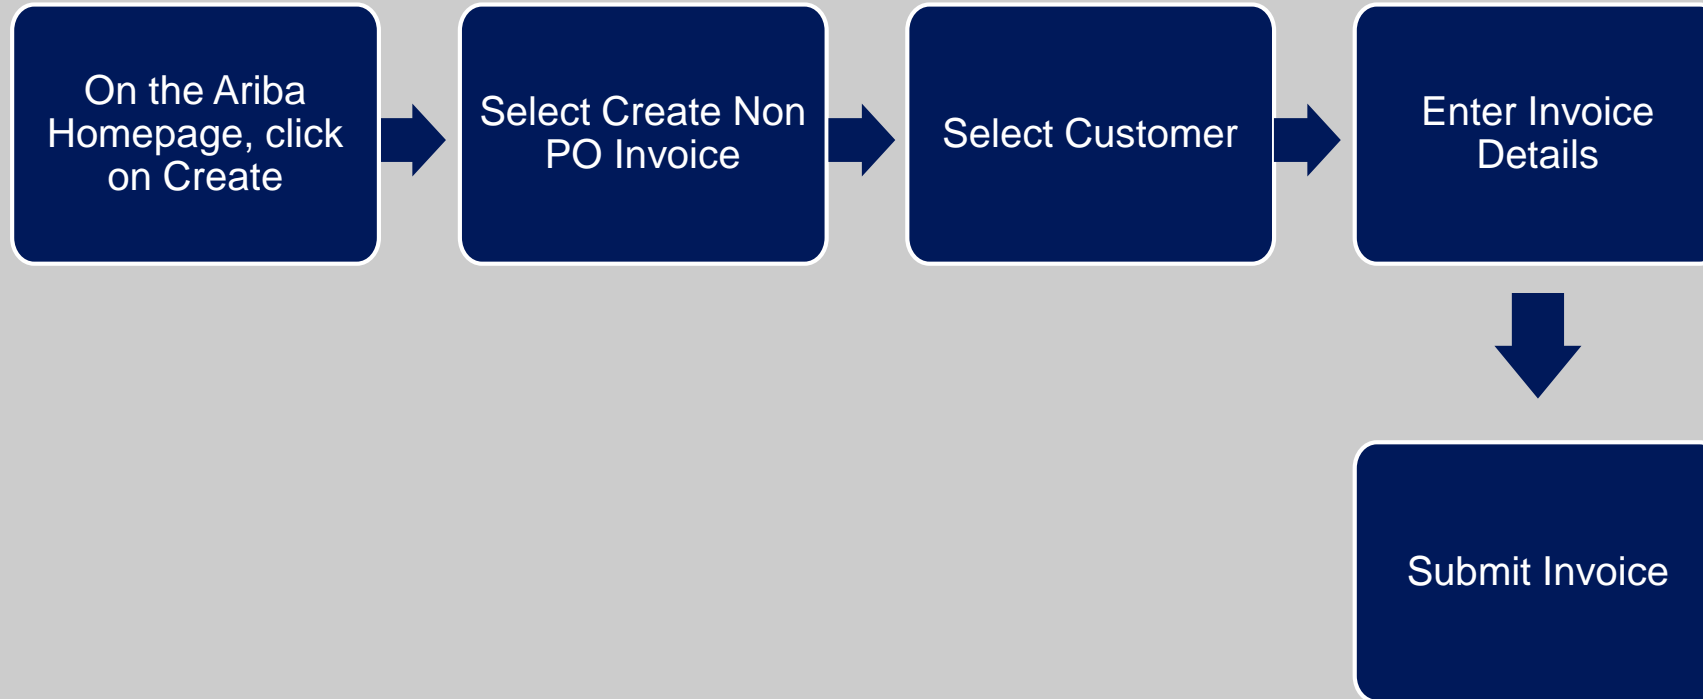 On the Ariba
Homepage, click
on Create
Select Create Non
PO Invoice
Select Customer
Enter Invoice
Details
Submit Invoice